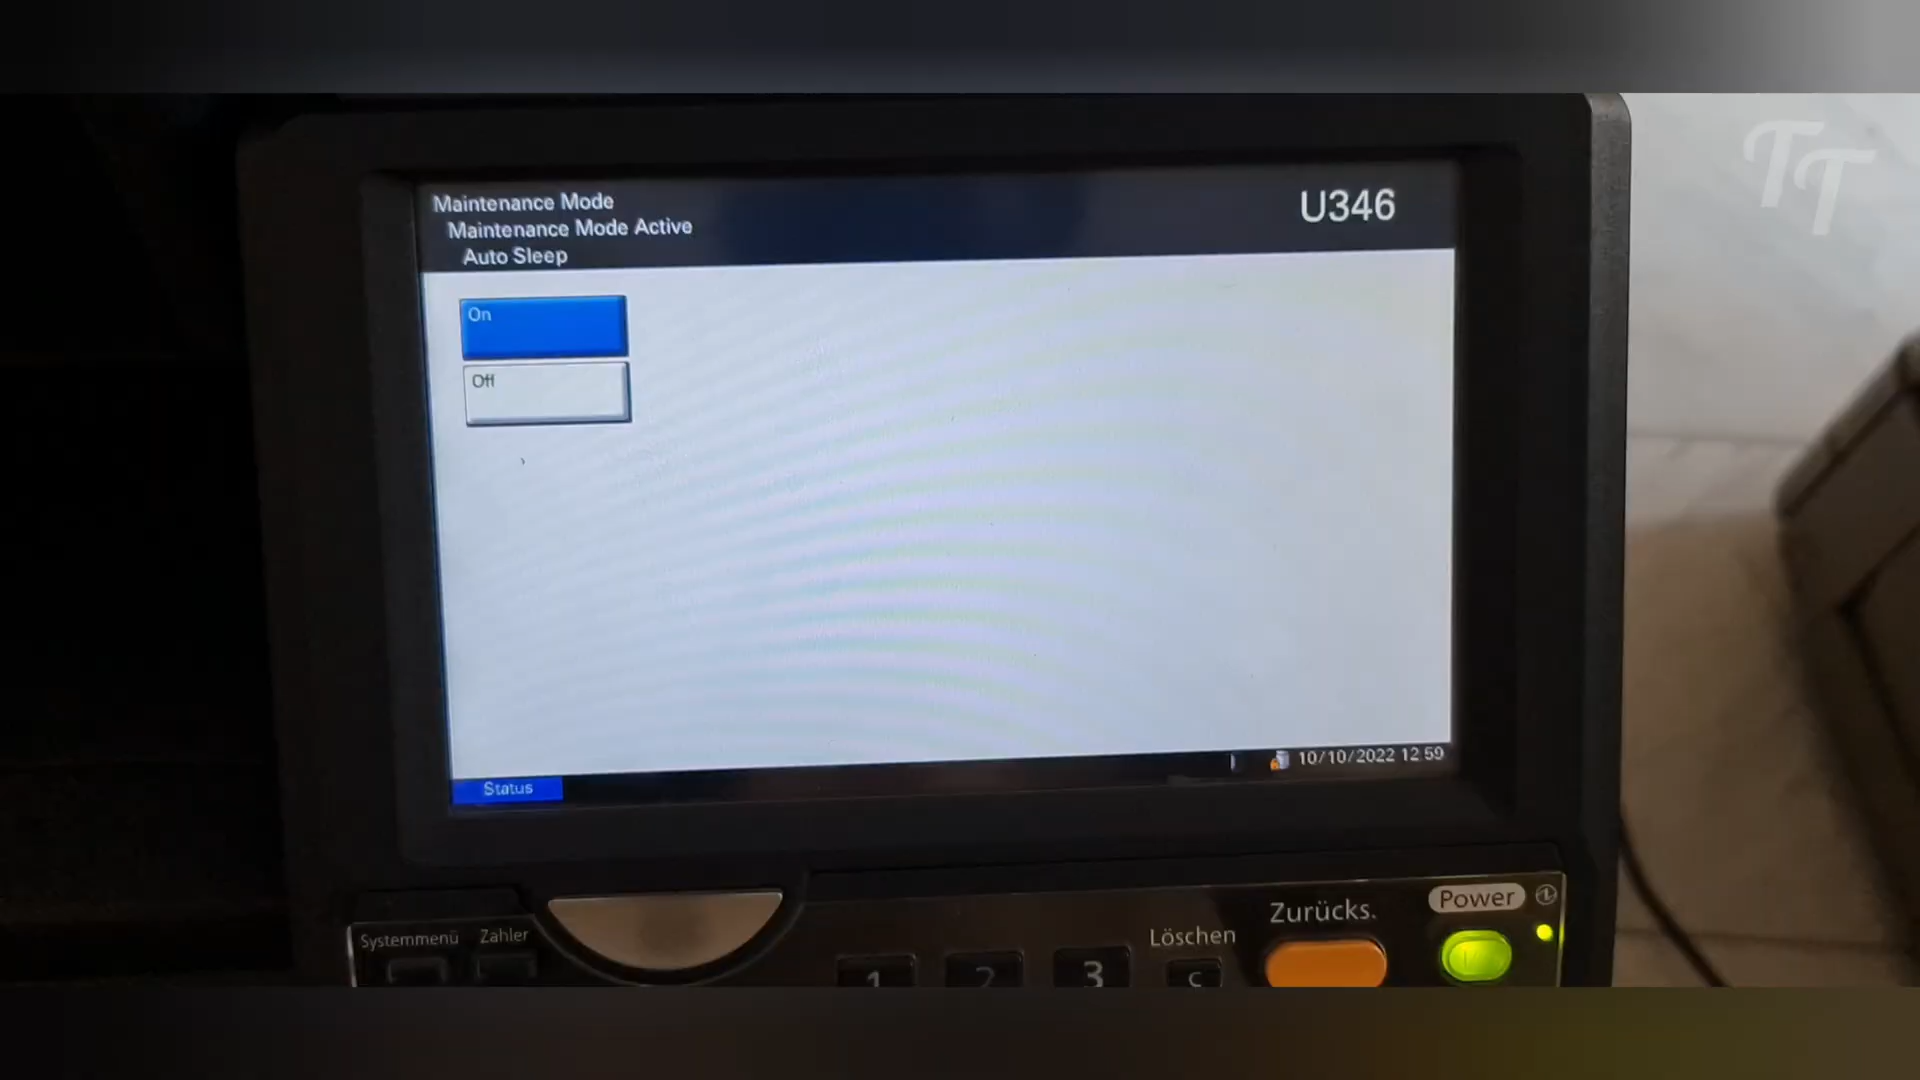 TT
Maintenance Mode
U346
Maintenance Mode Active
Auto Sleep
On
Off
10/10/2022 12:59
Status
Systemmenü
Zähler
Löschen
Zurücks.
Power
1
2
3
C